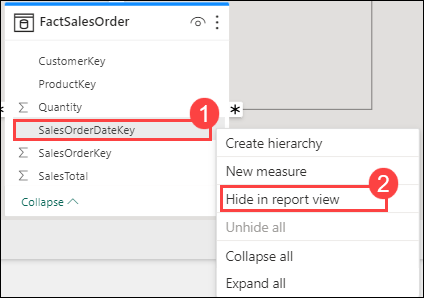 FactSalesOrder
CustomerKey
ProductKey
Σ Quantity
1
SalesOrderDateKey
*
Σ SalesOrderKey
Σ SalesTotal
Collapse
Create hierarchy
New measure
2
Hide in report view
Unhide all
Collapse all
Expand all